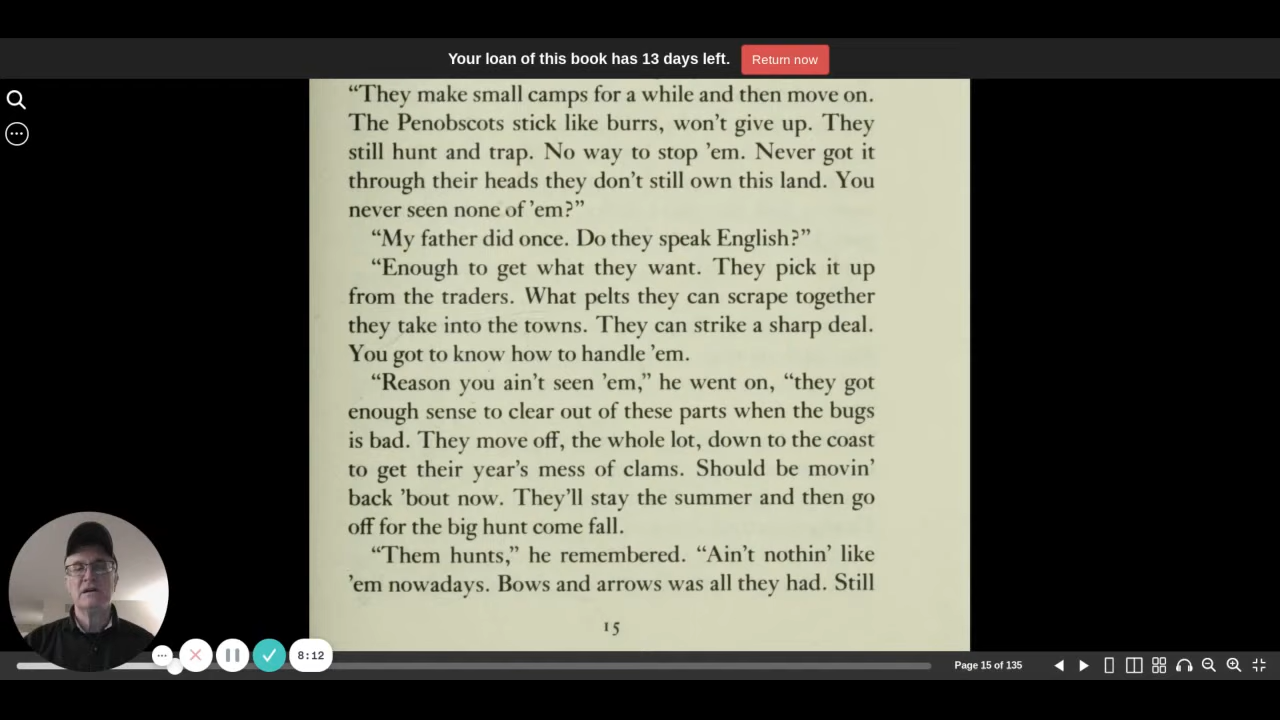 Your loan of this book has 13 days left. Return now
“They make small camps for a while and then move on.
The Penobscots stick like burrs, won’t give up. They
still hunt and trap. No way to stop ’em. Never got it
through their heads they don’t still own this land. You
never seen none of ’em?”
“My father did once. Do they speak English?”
“Enough to get what they want. They pick it up
from the traders. What pelts they can scrape together
they take into the towns. They can strike a sharp deal.
You got to know how to handle ’em.
“Reason you ain’t seen ’em,” he went on, “they got
enough sense to clear out of these parts when the bugs
is bad. They move off, the whole lot, down to the coast
to get their year’s mess of clams. Should be movin’
back ’bout now. They’ll stay the summer and then go
off for the big hunt come fall.
“Them hunts,” he remembered. “Ain’t nothin’ like
’em nowadays. Bows and arrows was all they had. Still
15
8:12
Page 15 of 135